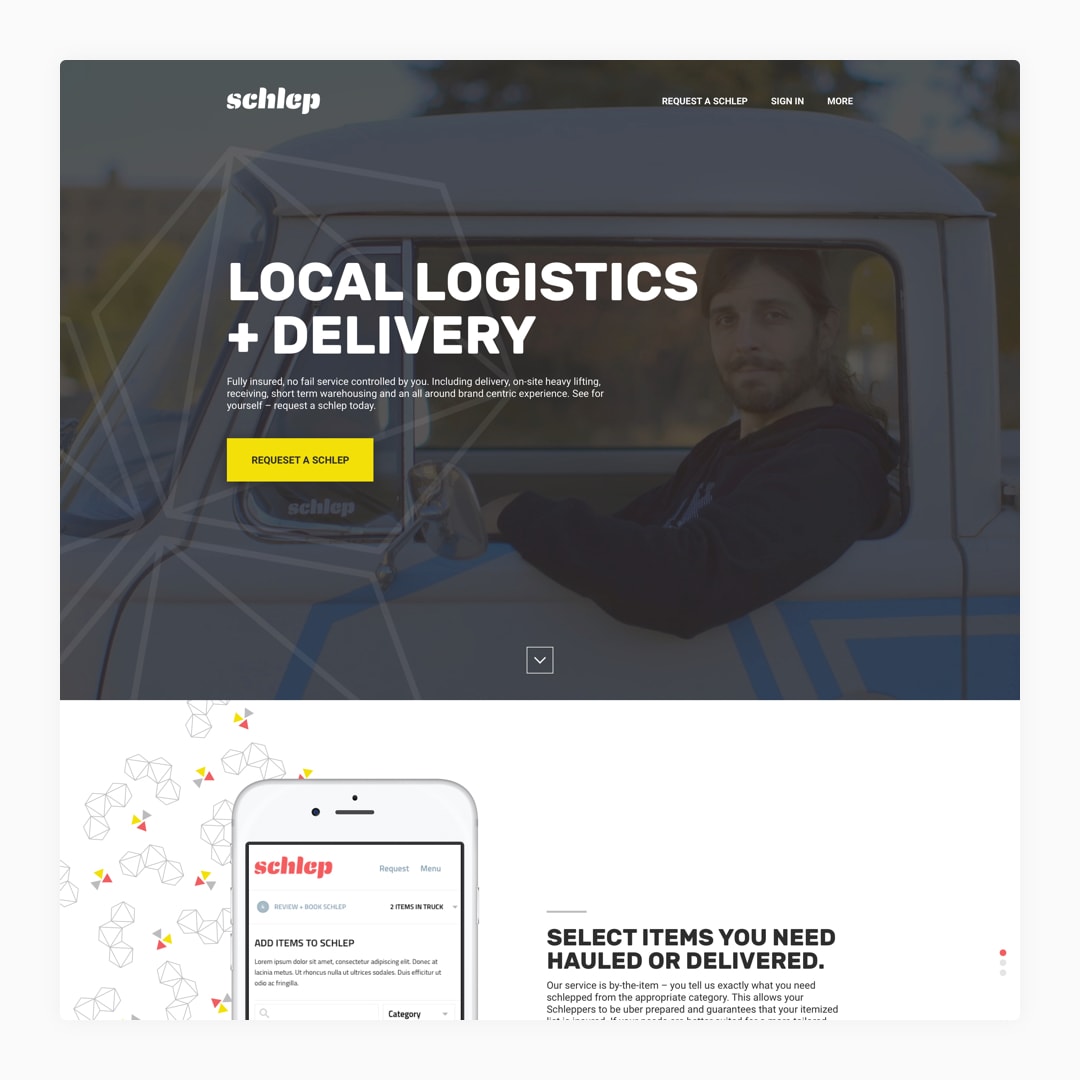 schlep
REQUEST A SCHLEP SIGN IN MORE
LOCAL LOGISTICS
+ DELIVERY
Fully insured, no fail service controlled by you. Including delivery, on-site heavy lifting,
receiving, short term warehousing and an all around brand centric experience. See for
yourself – request a schlep today.
REQUESET A SCHLEP
schlep
schlep
Request Menu
4 REVIEW + BOOK SCHLEP 2 ITEMS IN TRUCK
ADD ITEMS TO SCHLEP
Lorem ipsum dolor sit amet, consectetur adipiscing elit. Donec at
lacinia metus. Ut rhoncus nulla ut ultrices sodales. Duis efficitur ut
odio ac fringilla.
Category
SELECT ITEMS YOU NEED
HAULED OR DELIVERED.
Our service is by-the-item – you tell us exactly what you need
schlepped from the appropriate category. This allows your
Schleppers to be uber prepared and guarantees that your itemized